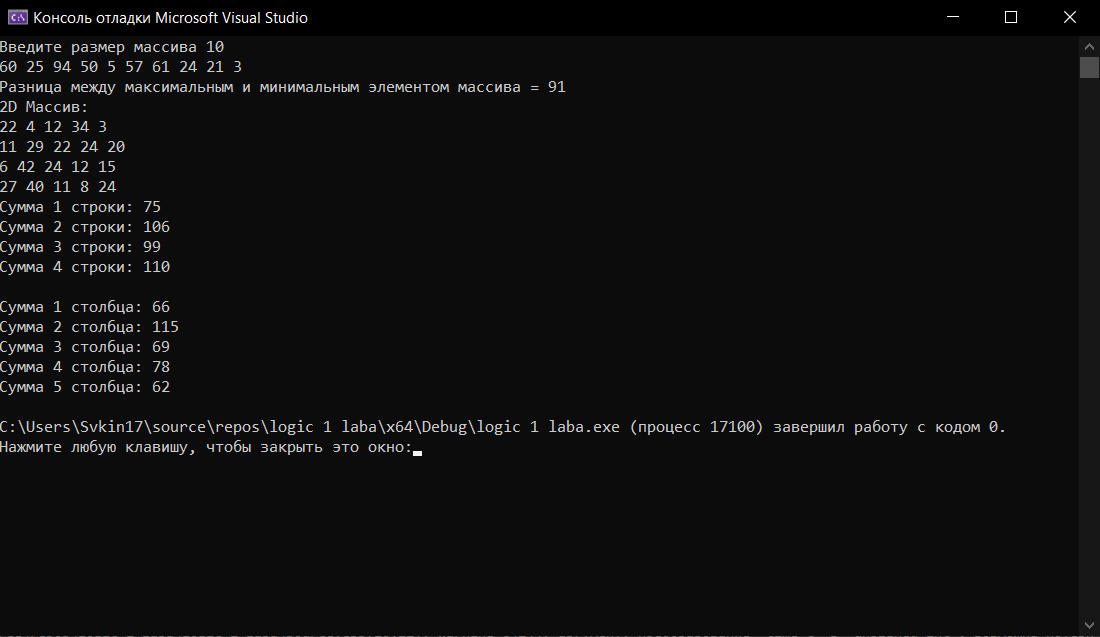 Консоль отладки Microsoft Visual Studio
Введите размер массива 10
60 25 94 50 5 57 61 24 21 3
Разница между максимальным и минимальным элементом массива = 91
2D Массив:
22 4 12 34 3
11 29 22 24 20
6 42 24 12 15
27 40 11 8 24
Сумма 1 строки: 75
Сумма 2 строки: 106
Сумма 3 строки: 99
Сумма 4 строки: 110
Сумма 1 столбца: 66
Сумма 2 столбца: 115
Сумма 3 столбца: 69
Сумма 4 столбца: 78
Сумма 5 столбца: 62
C:\Users\Svkin17\source\repos\logic 1 laba\x64\Debug\logic 1 laba.exe (процесс 17100) завершил работу с кодом 0.
Нажмите любую клавишу, чтобы закрыть это окно: